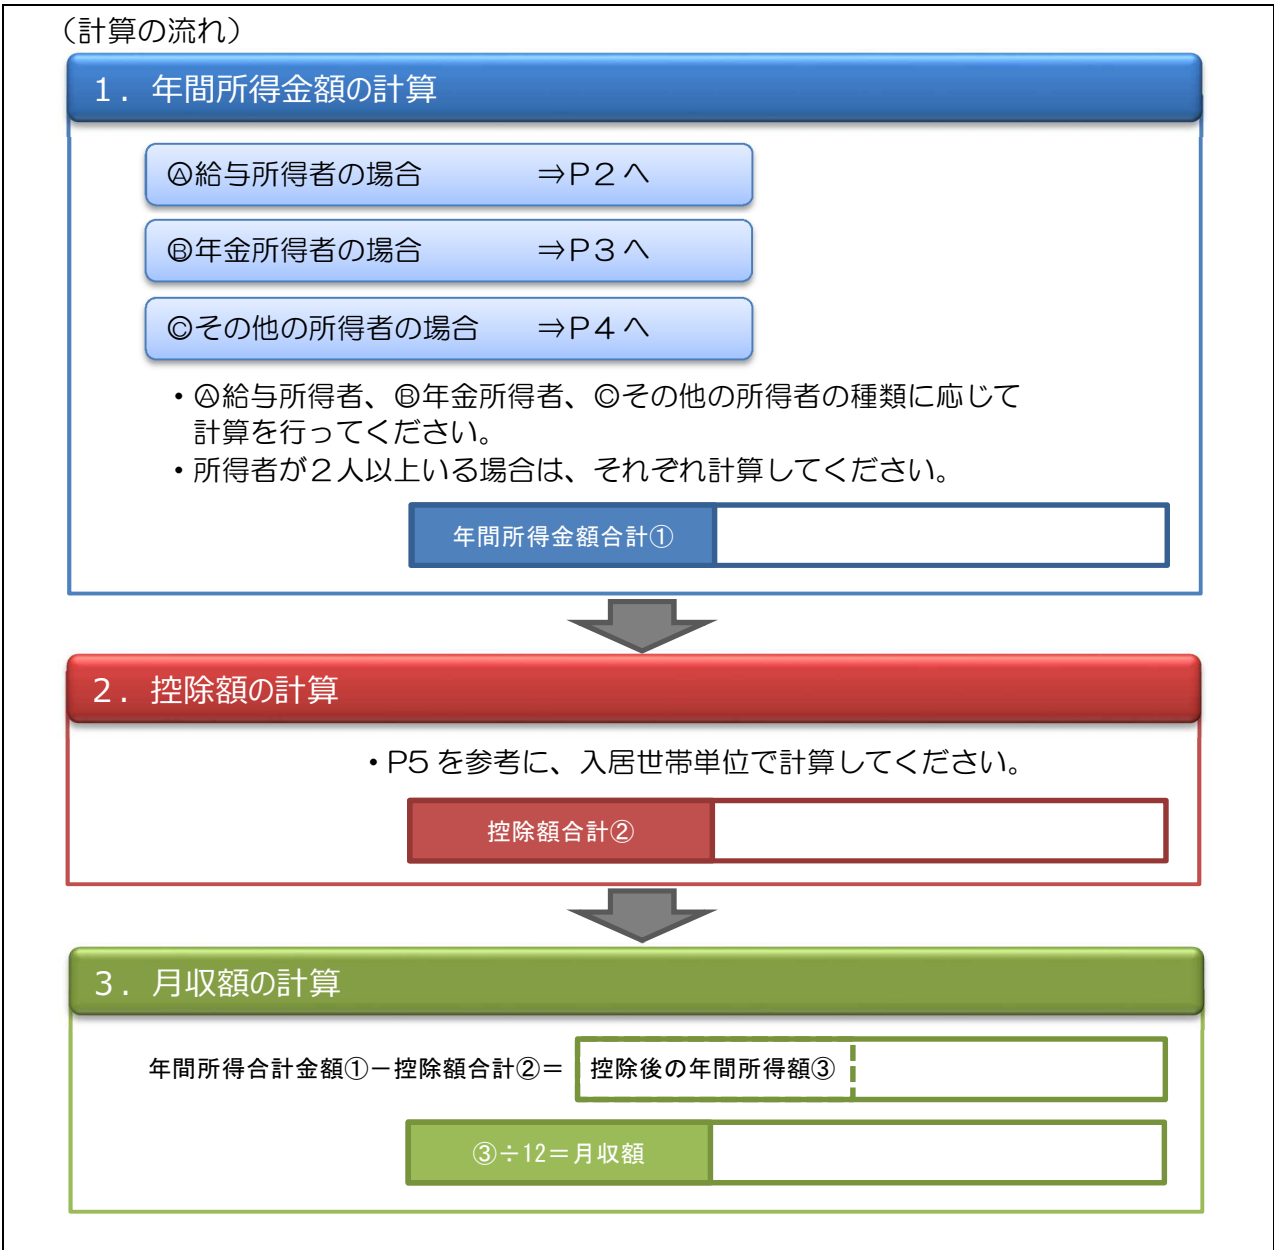 （計算の流れ）
１．年間所得金額の計算
Ⓐ給与所得者の場合　⇒Ｐ２へ
Ⓑ年金所得者の場合　⇒Ｐ３へ
Ⓒその他の所得者の場合　⇒Ｐ４へ
・Ⓐ給与所得者、Ⓑ年金所得者、Ⓒその他の所得者の種類に応じて
計算を行ってください。
・所得者が２人以上いる場合は、それぞれ計算してください。
年間所得金額合計①
２．控除額の計算
・P5 を参考に、入居世帯単位で計算してください。
控除額合計②
３．月収額の計算
年間所得合計金額①－控除額合計②＝ 控除後の年間所得額③
③÷12＝月収額